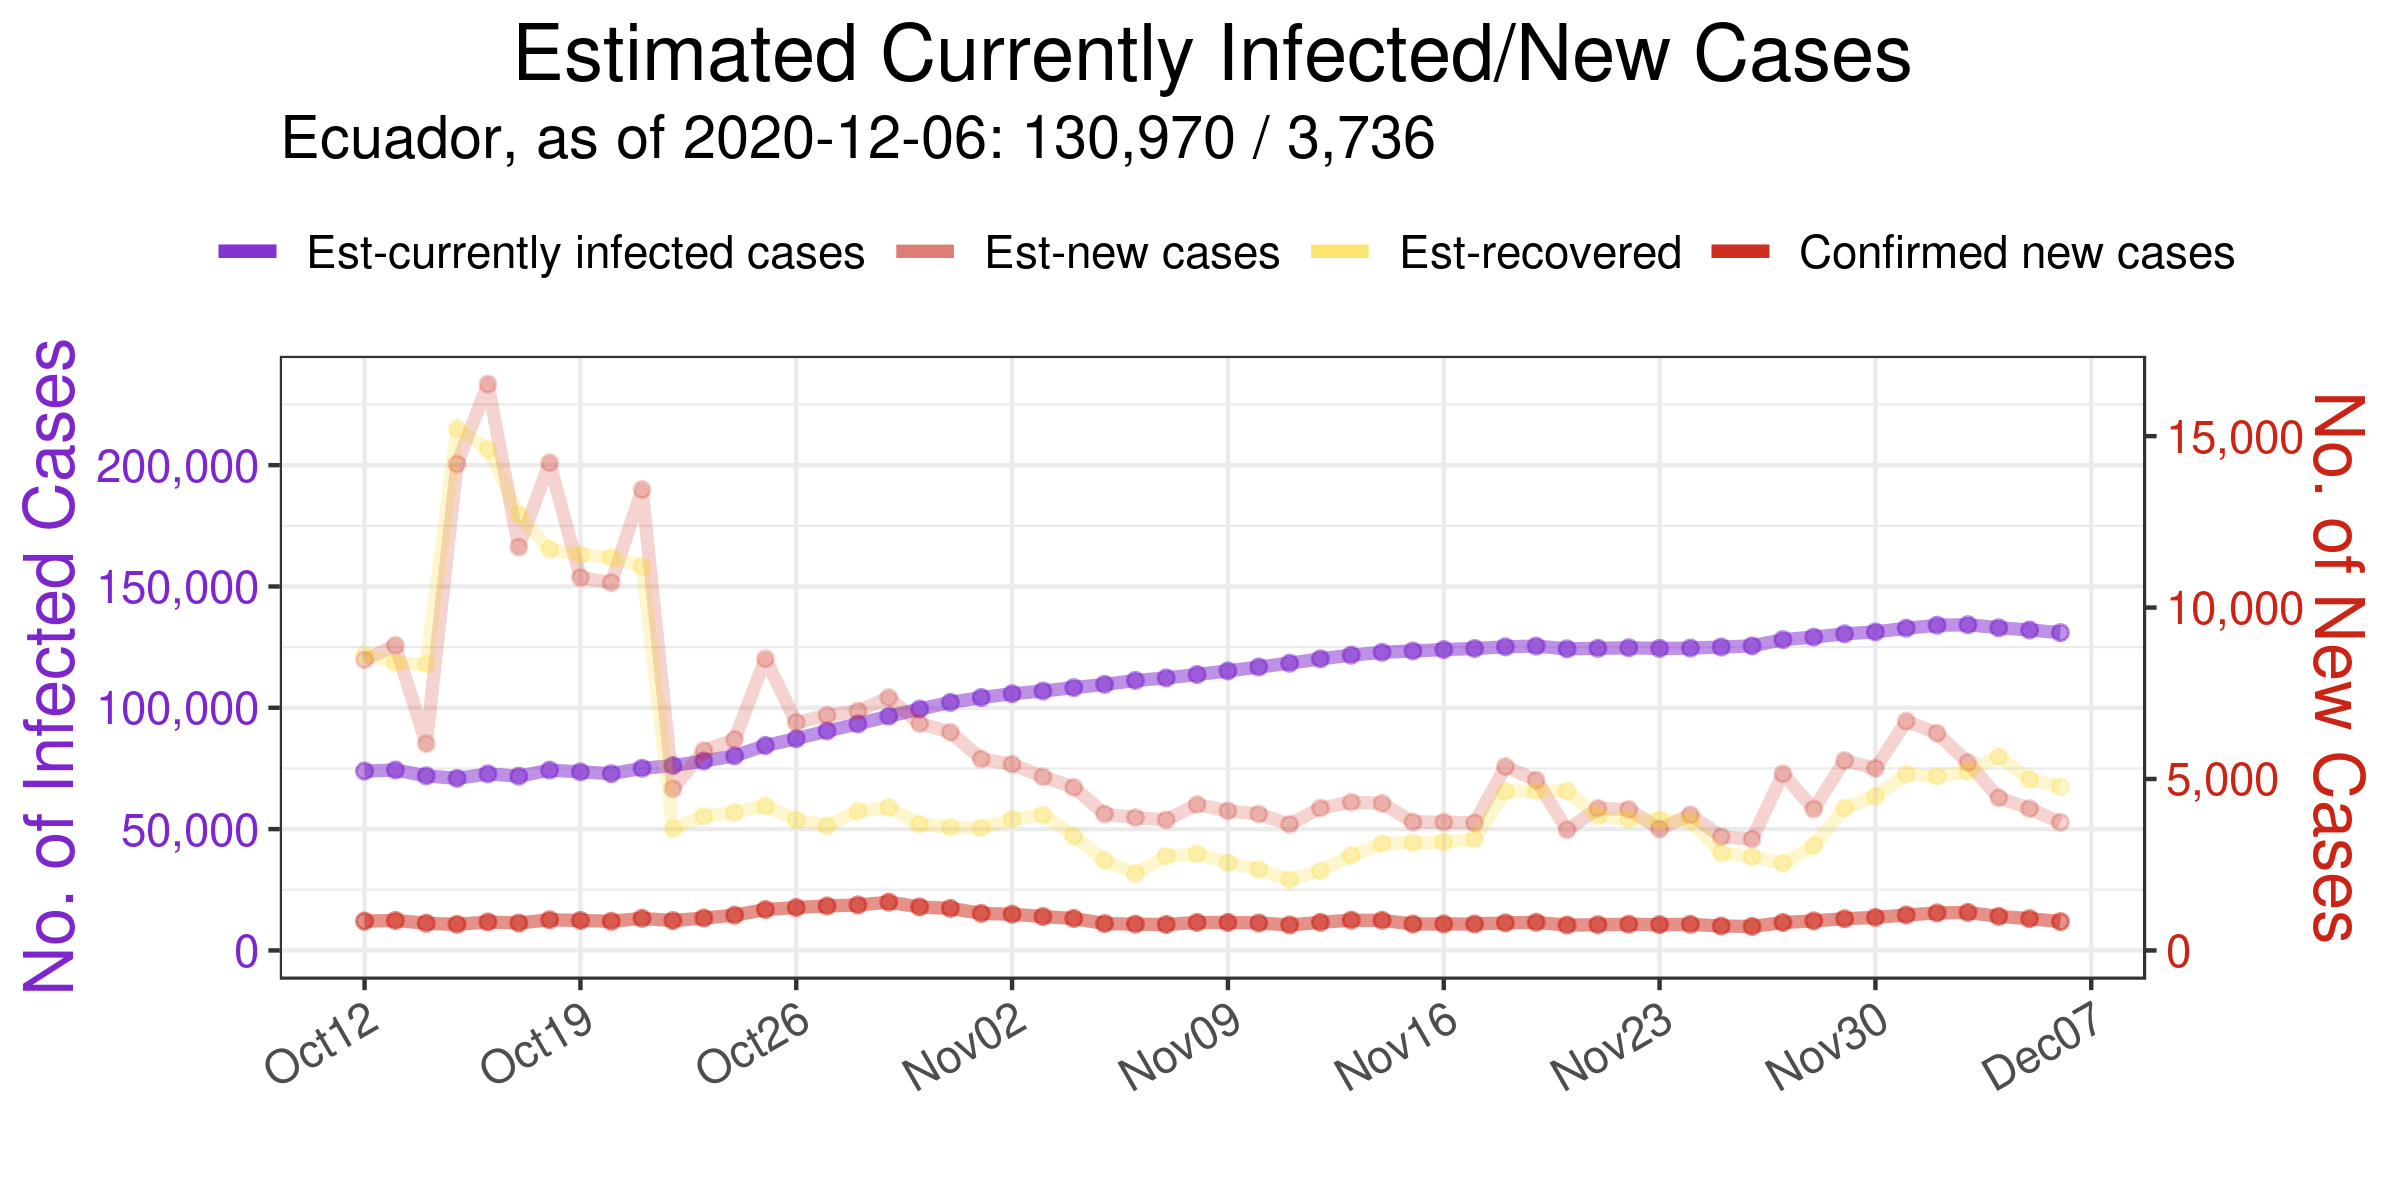 Estimated Currently Infected/New Cases
Ecuador, as of 2020-12-06: 130,970 / 3,736
Est-currently infected cases Est-new cases Est-recovered Confirmed new cases
No. of Infected Cases
200,000
150,000
100,000
50,000
0
15,000
10,000
5,000
0
No. of New Cases
Oct12 Oct19 Oct26 Nov02 Nov09 Nov16 Nov23 Nov30 Dec07